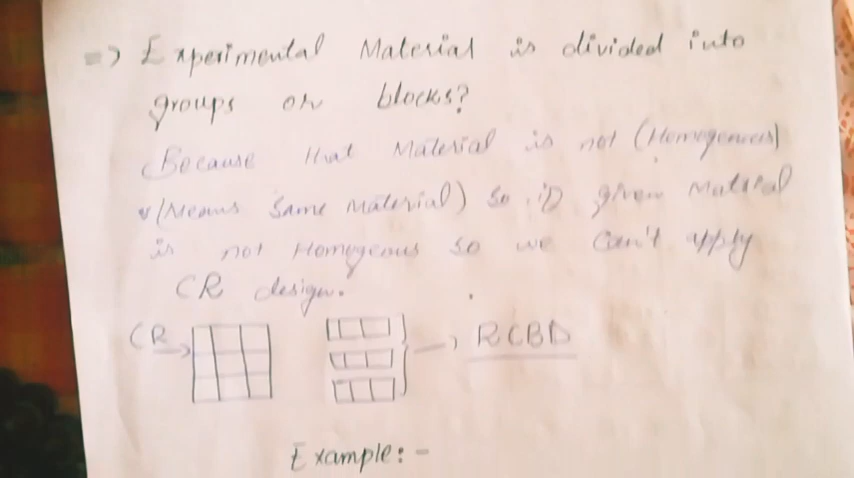 => Experimental Material is divided into
groups or blocks?
Because that Material is not (Homogeneous)
(Means Same Material) so if given Material
is not Homogeous so we can't apply
CR design.
CR → RCBD
Example:-